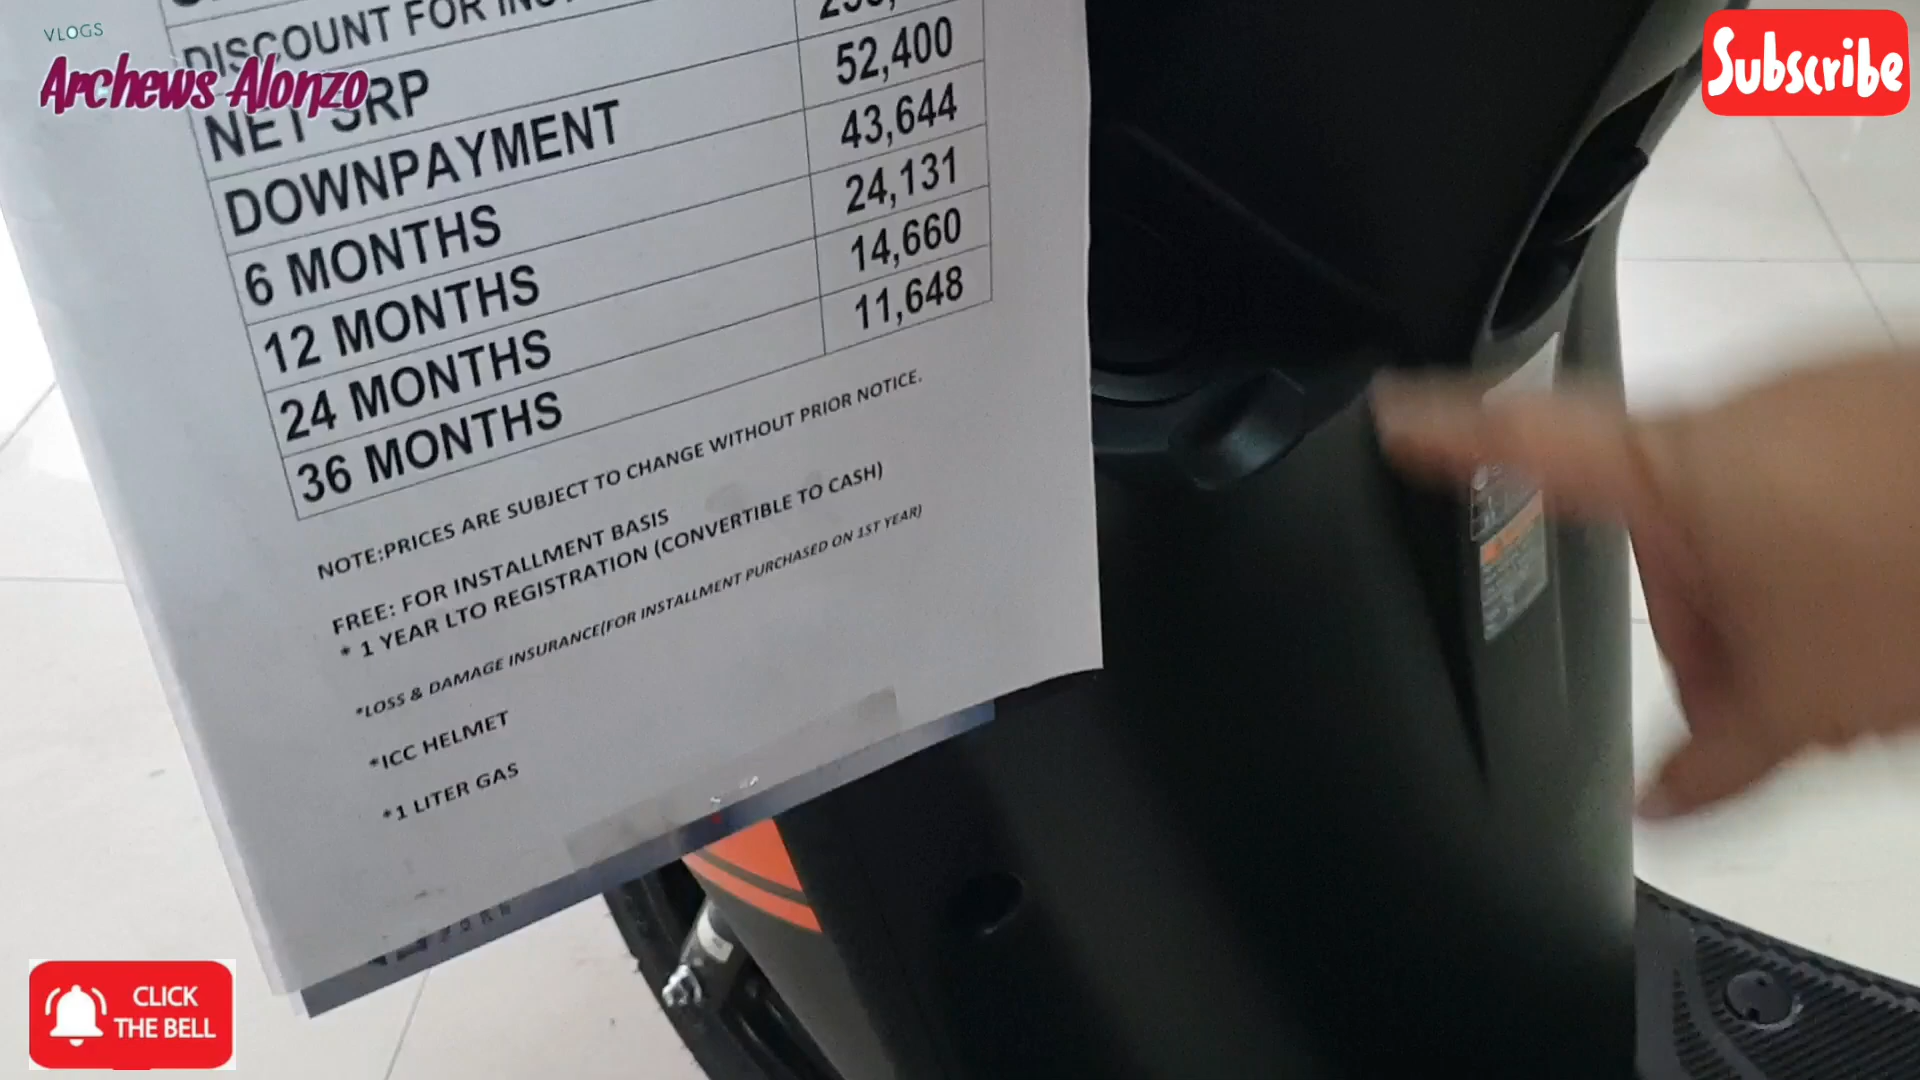 VLOGS
Archews Alonzo
Subscribe
DISCOUNT FOR
NET SRP
DOWNPAYMENT 52,400
6 MONTHS 43,644
12 MONTHS 24,131
24 MONTHS 14,660
36 MONTHS 11,648
NOTE:PRICES ARE SUBJECT TO CHANGE WITHOUT PRIOR NOTICE.
FREE: FOR INSTALLMENT BASIS
* 1 YEAR LTO REGISTRATION (CONVERTIBLE TO CASH)
*LOSS & DAMAGE INSURANCE(FOR INSTALLMENT PURCHASED ON 1ST YEAR)
*ICC HELMET
*1 LITER GAS
CLICK
THE BELL